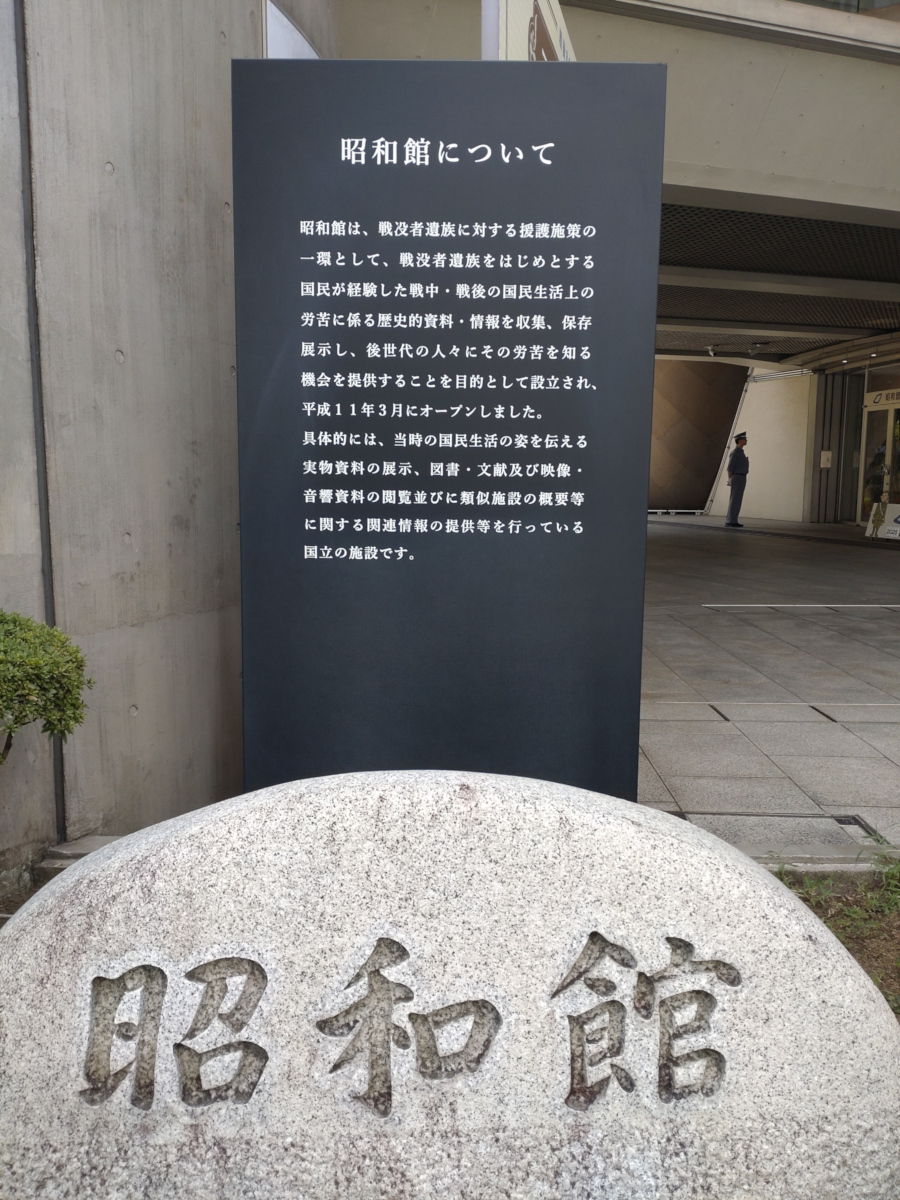 昭和館について
昭和館は、戦没者遺族に対する援護施策の
一環として、戦没者遺族をはじめとする
国民が経験した戦中・戦後の国民生活上の
労苦に係る歴史的資料・情報を収集、保存
展示し、後世代の人々にその労苦を知る
機会を提供することを目的として設立され、
平成11年3月にオープンしました。
具体的には、当時の国民生活の姿を伝える
実物資料の展示、図書・文献及び映像・
音響資料の閲覧並びに類似施設の概要等
に関する関連情報の提供等を行っている
国立の施設です。
昭和館
昭和館